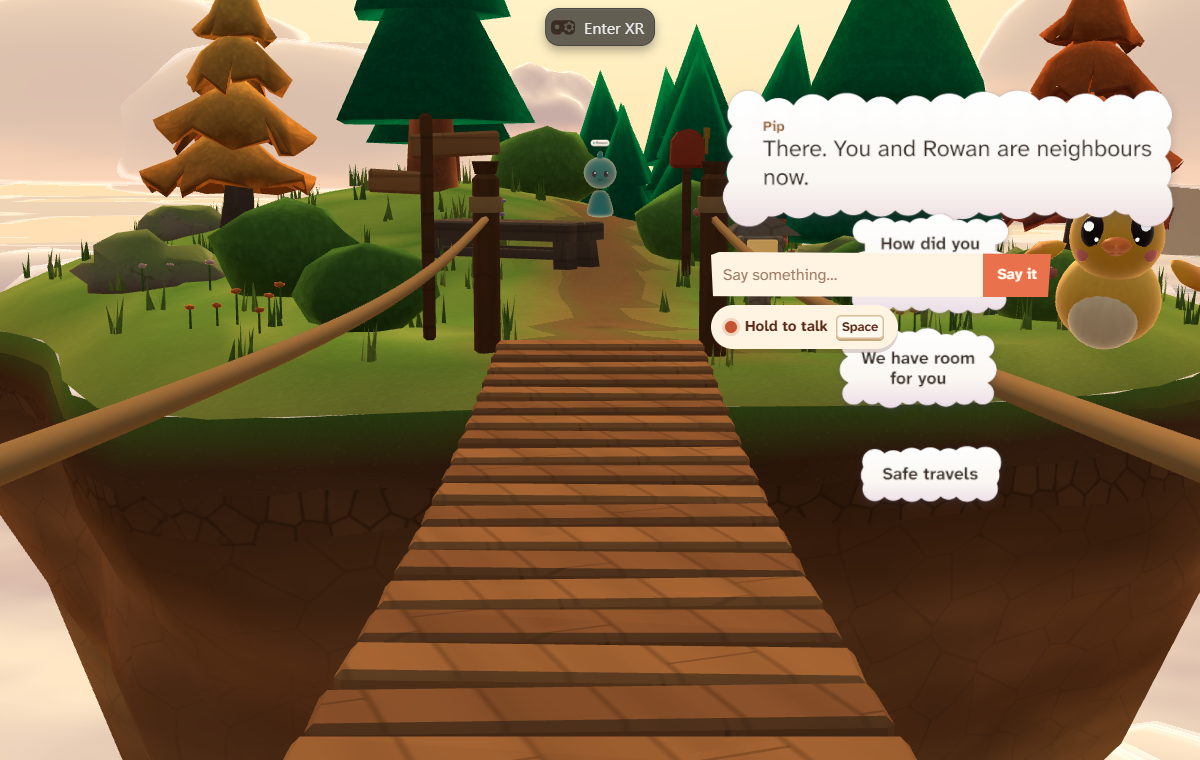 Enter XR
Pip
There. You and Rowan are neighbours
now.
How did you
Say something...
Say it
Hold to talk
Space
We have room
for you
Safe travels